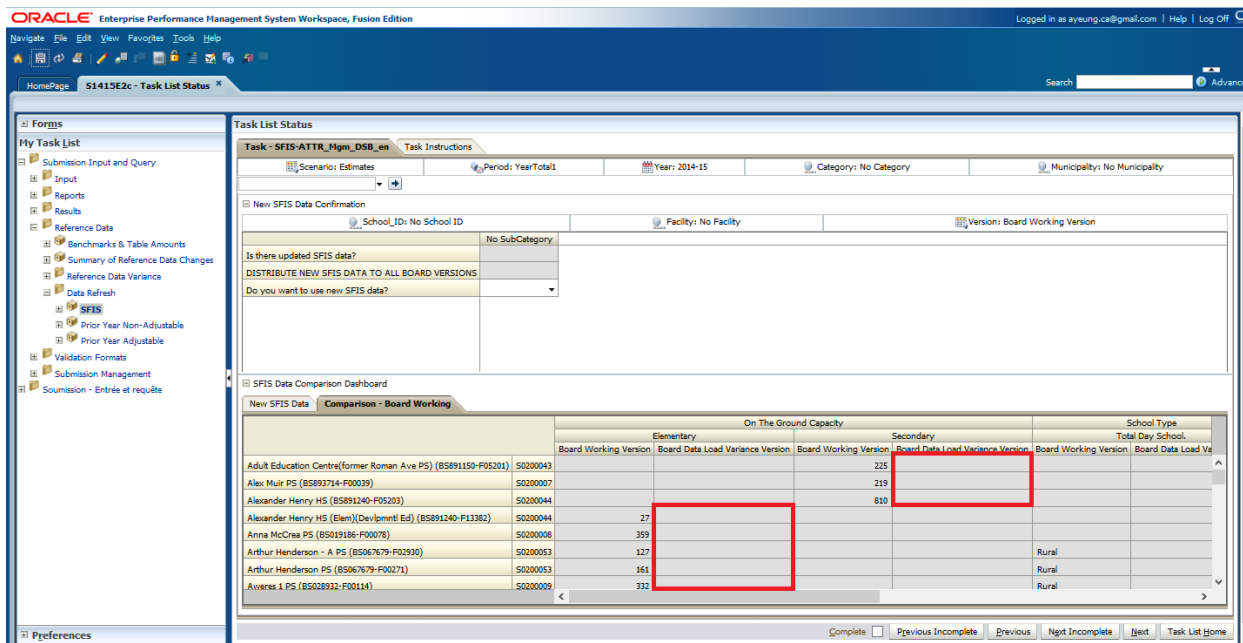 ORACLE Enterprise Performance Management System Workspace, Fusion Edition
Logged in as ayeung.ca@gmail.com | Help | Log Off
Navigate File Edit View Favorites Tools Help
HomePage S1415E2c - Task List Status × Search Advanc
Forms
My Task List
Submission Input and Query
Input
Reports
Results
Reference Data
Benchmarks & Table Amounts
Summary of Reference Data Changes
Reference Data Variance
Data Refresh
SFIS
Prior Year Non-Adjustable
Prior Year Adjustable
Validation Formats
Submission Management
Soumission - Entrée et requête
Preferences
Task List Status
Task - SFIS-ATTR_Mgm_DSB_en Task Instructions
Scenario: Estimates Period: YearTotal1 Year: 2014-15 Category: No Category Municipality: No Municipality
New SFIS Data Confirmation
School_ID: No School ID Facility: No Facility Version: Board Working Version
No SubCategory
Is there updated SFIS data?
DISTRIBUTE NEW SFIS DATA TO ALL BOARD VERSIONS
Do you want to use new SFIS data?
SFIS Data Comparison Dashboard
New SFIS Data Comparison - Board Working
On The Ground Capacity School Type
Elementary Secondary Total Day School.
Board Working Version Board Data Load Variance Version Board Working Version Board Data Load Variance Version Board Working Version Board Data Load Va
Adult Education Centre(former Roman Ave PS) (BS891150-F05201) S0200043 225
Alex Muir PS (BS893714-F00039) S0200007 219
Alexander Henry HS (BS891240-F05203) S0200044 810
Alexander Henry HS (Elem)(Devlpmntl Ed) (BS891240-F13382) S0200044 27
Anna McCrea PS (BS019186-F00078) S0200008 359
Arthur Henderson - A PS (BS067679-F02930) S0200053 127 Rural
Arthur Henderson PS (BS067679-F00271) S0200053 161 Rural
Aweres 1 PS (BS028932-F00114) S0200009 332 Rural
Complete Previous Incomplete Previous Next Incomplete Next Task List Home